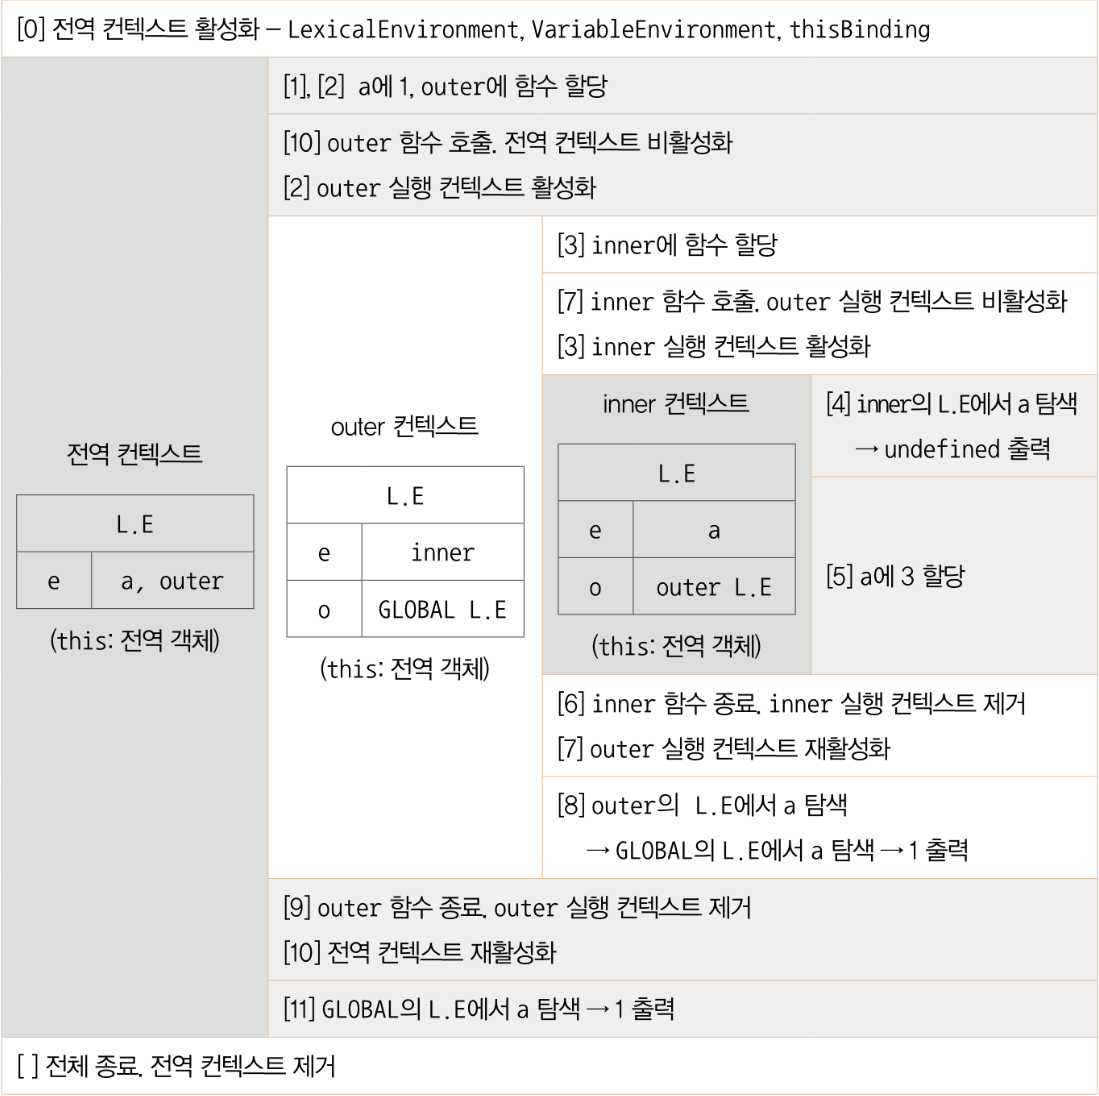 [0] 전역 컨텍스트 활성화 – LexicalEnvironment, VariableEnvironment, thisBinding
[1], [2] a에 1, outer에 함수 할당
[10] outer 함수 호출. 전역 컨텍스트 비활성화
[2] outer 실행 컨텍스트 활성화
[3] inner에 함수 할당
[7] inner 함수 호출. outer 실행 컨텍스트 비활성화
[3] inner 실행 컨텍스트 활성화
전역 컨텍스트
L.E
e a, outer
(this: 전역 객체)
outer 컨텍스트
L.E
e inner
o GLOBAL L.E
(this: 전역 객체)
inner 컨텍스트
L.E
e a
o outer L.E
(this: 전역 객체)
[4] inner의 L.E에서 a 탐색
→ undefined 출력
[5] a에 3 할당
[6] inner 함수 종료. inner 실행 컨텍스트 제거
[7] outer 실행 컨텍스트 재활성화
[8] outer의 L.E에서 a 탐색
→ GLOBAL의 L.E에서 a 탐색 → 1 출력
[9] outer 함수 종료. outer 실행 컨텍스트 제거
[10] 전역 컨텍스트 재활성화
[11] GLOBAL의 L.E에서 a 탐색 → 1 출력
[ ] 전체 종료. 전역 컨텍스트 제거